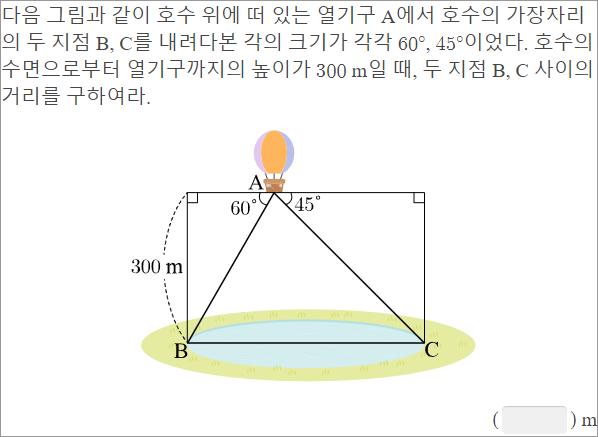 다음 그림과 같이 호수 위에 떠 있는 열기구 A에서 호수의 가장자리
의 두 지점 B, C를 내려다본 각의 크기가 각각 60°, 45°이었다. 호수의
수면으로부터 열기구까지의 높이가 300 m일 때, 두 지점 B, C 사이의
거리를 구하여라.
A
60° 45°
300 m
B C
( ) m